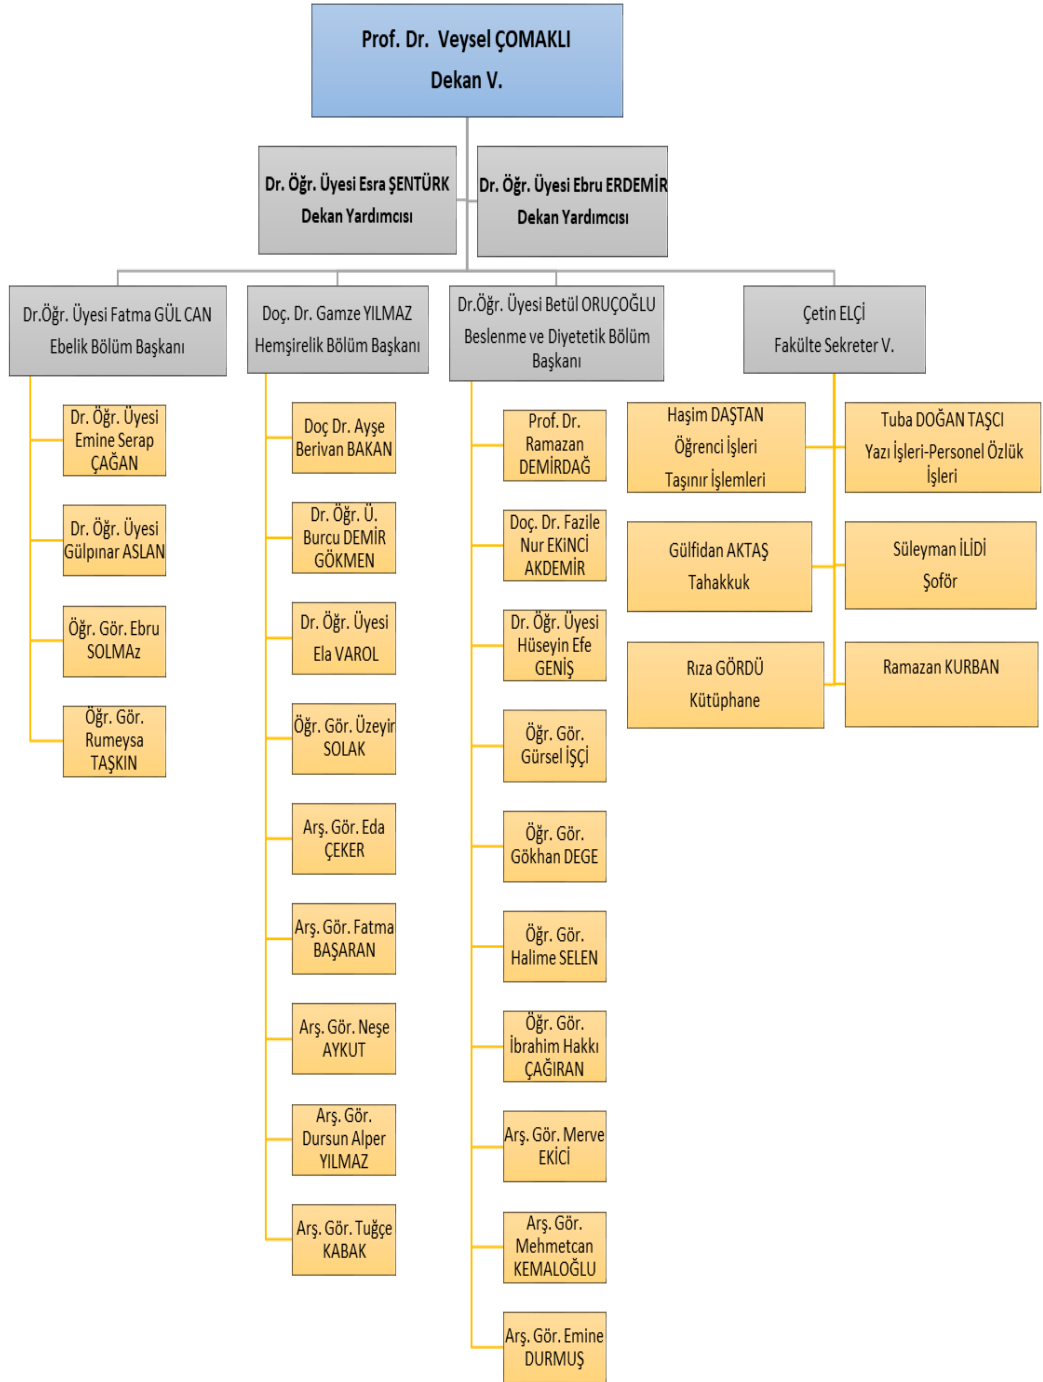 Prof. Dr. Veysel ÇOMAKLI
Dekan V.
Dr. Öğr. Üyesi Esra ŞENTÜRK
Dekan Yardımcısı
Dr. Öğr. Üyesi Ebru ERDEMİR
Dekan Yardımcısı
Dr.Öğr. Üyesi Fatma GÜL CAN
Ebelik Bölüm Başkanı
Dr. Öğr. Üyesi
Emine Serap
ÇAĞAN
Dr. Öğr. Üyesi
Gülpınar ASLAN
Öğr. Gör. Ebru
SOLMAz
Öğr. Gör.
Rumeysa
TAŞKIN
Doç. Dr. Gamze YILMAZ
Hemşirelik Bölüm Başkanı
Doç Dr. Ayşe
Berivan BAKAN
Dr. Öğr. Ü.
Burcu DEMİR
GÖKMEN
Dr. Öğr. Üyesi
Ela VAROL
Öğr. Gör. Üzeyir
SOLAK
Arş. Gör. Eda
ÇEKER
Arş. Gör. Fatma
BAŞARAN
Arş. Gör. Neşe
AYKUT
Arş. Gör.
Dursun Alper
YILMAZ
Arş. Gör. Tuğçe
KABAK
Dr.Öğr. Üyesi Betül ORUÇOĞLU
Beslenme ve Diyetetik Bölüm
Başkanı
Prof. Dr.
Ramazan
DEMİRDAĞ
Doç. Dr. Fazile
Nur EKiNCİ
AKDEMİR
Dr. Öğr. Üyesi
Hüseyin Efe
GENİŞ
Öğr. Gör.
Gürsel İŞÇİ
Öğr. Gör.
Gökhan DEGE
Öğr. Gör.
Halime SELEN
Öğr. Gör.
İbrahim Hakkı
ÇAĞIRAN
Arş. Gör. Merve
EKİCİ
Arş. Gör.
Mehmetcan
KEMALOĞLU
Arş. Gör. Emine
DURMUŞ
Çetin ELÇİ
Fakülte Sekreter V.
Haşim DAŞTAN
Öğrenci İşleri
Taşınır İşlemleri
Tuba DOĞAN TAŞCI
Yazı İşleri-Personel Özlük
İşleri
Gülfidan AKTAŞ
Tahakkuk
Süleyman İLİDİ
Şoför
Rıza GÖRDÜ
Kütüphane
Ramazan KURBAN